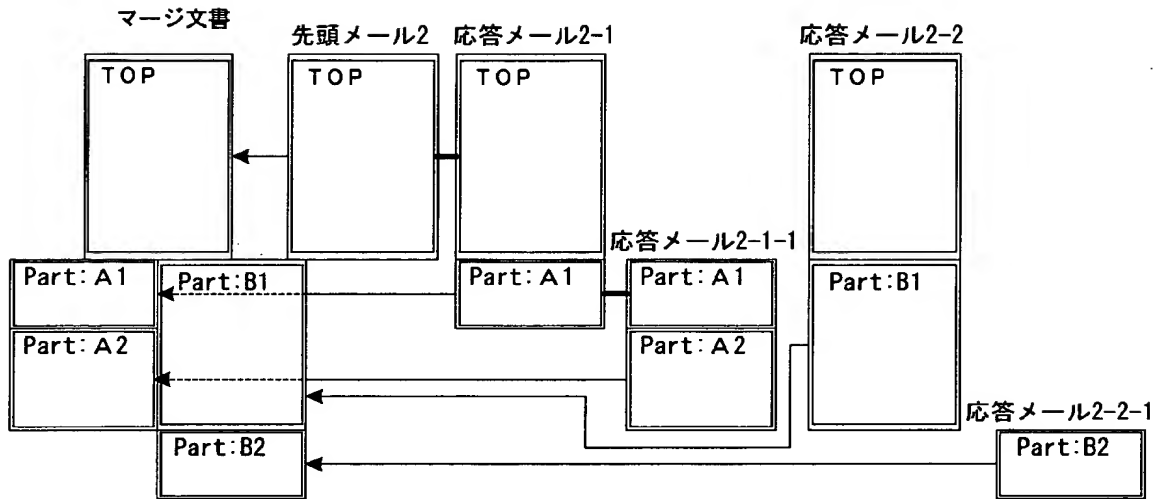 マージ文書
先頭メール2
応答メール2-1
応答メール2-2
TOP
TOP
TOP
TOP
応答メール2-1-1
Part:A1
Part:B1
Part:A1
Part:A1
Part:B1
Part:A2
Part:A2
応答メール2-2-1
Part:B2
Part:B2